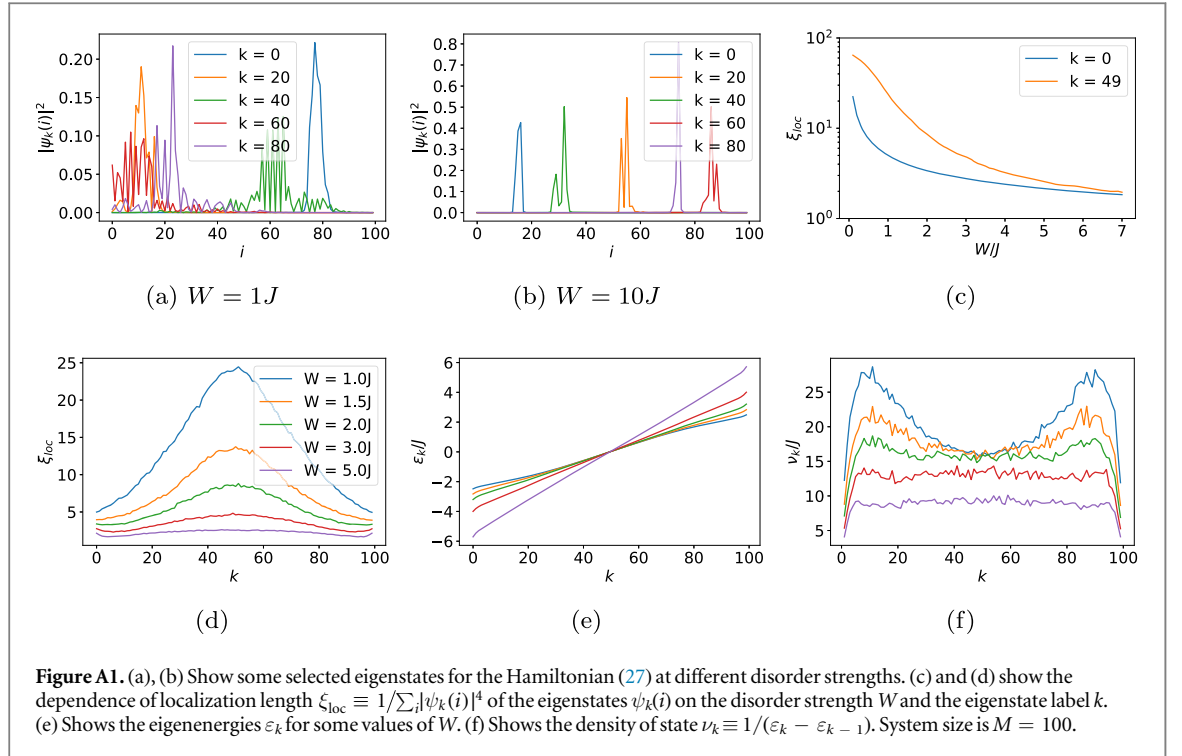 0.20
0.15
0.10
0.05
0.00
|ψk(i)|²
k = 0
k = 20
k = 40
k = 60
k = 80
0 20 40 60 80 100
i
(a) W = 1J
0.8
0.7
0.6
0.5
0.4
0.3
0.2
0.1
0.0
|ψk(i)|²
k = 0
k = 20
k = 40
k = 60
k = 80
0 20 40 60 80 100
i
(b) W = 10J
10²
10¹
10⁰
ξloc
k = 0
k = 49
0 1 2 3 4 5 6 7
W/J
(c)
25
20
15
10
5
ξloc
W = 1.0J
W = 1.5J
W = 2.0J
W = 3.0J
W = 5.0J
0 20 40 60 80 100
k
(d)
6
4
2
0
−2
−4
−6
εk/J
0 20 40 60 80 100
k
(e)
25
20
15
10
5
νk/J
0 20 40 60 80 100
k
(f)
Figure A1. (a), (b) Show some selected eigenstates for the Hamiltonian (27) at different disorder strengths. (c) and (d) show the
dependence of localization length ξloc ≡ 1/∑i|ψk(i)|⁴ of the eigenstates ψk(i) on the disorder strength W and the eigenstate label k.
(e) Shows the eigenenergies εk for some values of W. (f) Shows the density of state νk ≡ 1/(εk − εk − 1). System size is M = 100.